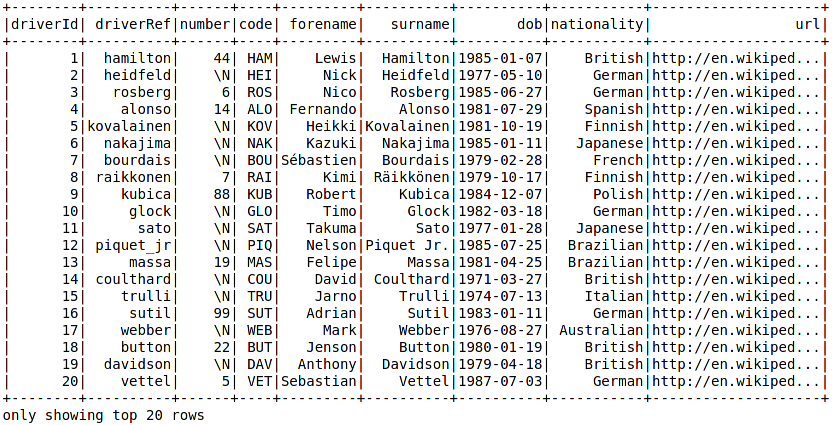 +--------+----------+------+----+---------+----------+----------+-----------+--------------------+
|driverId| driverRef|number|code| forename|   surname|       dob|nationality|                 url|
+--------+----------+------+----+---------+----------+----------+-----------+--------------------+
|       1|  hamilton|    44| HAM|    Lewis|  Hamilton|1985-01-07|    British|http://en.wikiped...|
|       2|  heidfeld|    \N| HEI|     Nick|  Heidfeld|1977-05-10|     German|http://en.wikiped...|
|       3|   rosberg|     6| ROS|     Nico|   Rosberg|1985-06-27|     German|http://en.wikiped...|
|       4|    alonso|    14| ALO| Fernando|    Alonso|1981-07-29|    Spanish|http://en.wikiped...|
|       5|kovalainen|    \N| KOV|   Heikki|Kovalainen|1981-10-19|    Finnish|http://en.wikiped...|
|       6|  nakajima|    \N| NAK|   Kazuki|  Nakajima|1985-01-11|   Japanese|http://en.wikiped...|
|       7|  bourdais|    \N| BOU|Sébastien|  Bourdais|1979-02-28|     French|http://en.wikiped...|
|       8| raikkonen|     7| RAI|     Kimi| Räikkönen|1979-10-17|    Finnish|http://en.wikiped...|
|       9|    kubica|    88| KUB|   Robert|    Kubica|1984-12-07|     Polish|http://en.wikiped...|
|      10|     glock|    \N| GLO|     Timo|     Glock|1982-03-18|     German|http://en.wikiped...|
|      11|      sato|    \N| SAT|   Takuma|      Sato|1977-01-28|   Japanese|http://en.wikiped...|
|      12| piquet_jr|    \N| PIQ|   Nelson|Piquet Jr.|1985-07-25|  Brazilian|http://en.wikiped...|
|      13|     massa|    19| MAS|   Felipe|     Massa|1981-04-25|  Brazilian|http://en.wikiped...|
|      14| coulthard|    \N| COU|    David| Coulthard|1971-03-27|    British|http://en.wikiped...|
|      15|    trulli|    \N| TRU|    Jarno|    Trulli|1974-07-13|    Italian|http://en.wikiped...|
|      16|     sutil|    99| SUT|   Adrian|     Sutil|1983-01-11|     German|http://en.wikiped...|
|      17|    webber|    \N| WEB|     Mark|    Webber|1976-08-27| Australian|http://en.wikiped...|
|      18|    button|    22| BUT|   Jenson|    Button|1980-01-19|    British|http://en.wikiped...|
|      19|  davidson|    \N| DAV|  Anthony|  Davidson|1979-04-18|    British|http://en.wikiped...|
|      20|    vettel|     5| VET|Sebastian|    Vettel|1987-07-03|     German|http://en.wikiped...|
+--------+----------+------+----+---------+----------+----------+-----------+--------------------+
only showing top 20 rows